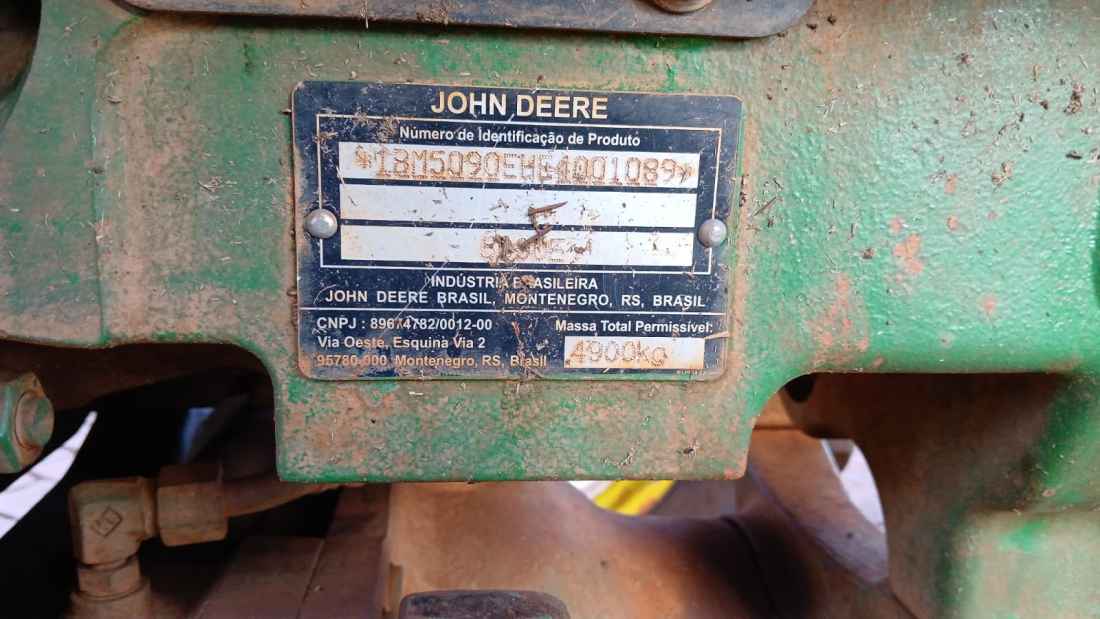 JOHN DEERE
Número de Identificação de Produto
*1BM5090EHE4001089*
INDÚSTRIA BRASILEIRA
JOHN DEERE BRASIL, MONTENEGRO, RS, BRASIL
CNPJ : 89674782/0012-00
Via Oeste, Esquina Via 2
95780-000 Montenegro, RS, Brasil
Massa Total Permissível:
4900kg